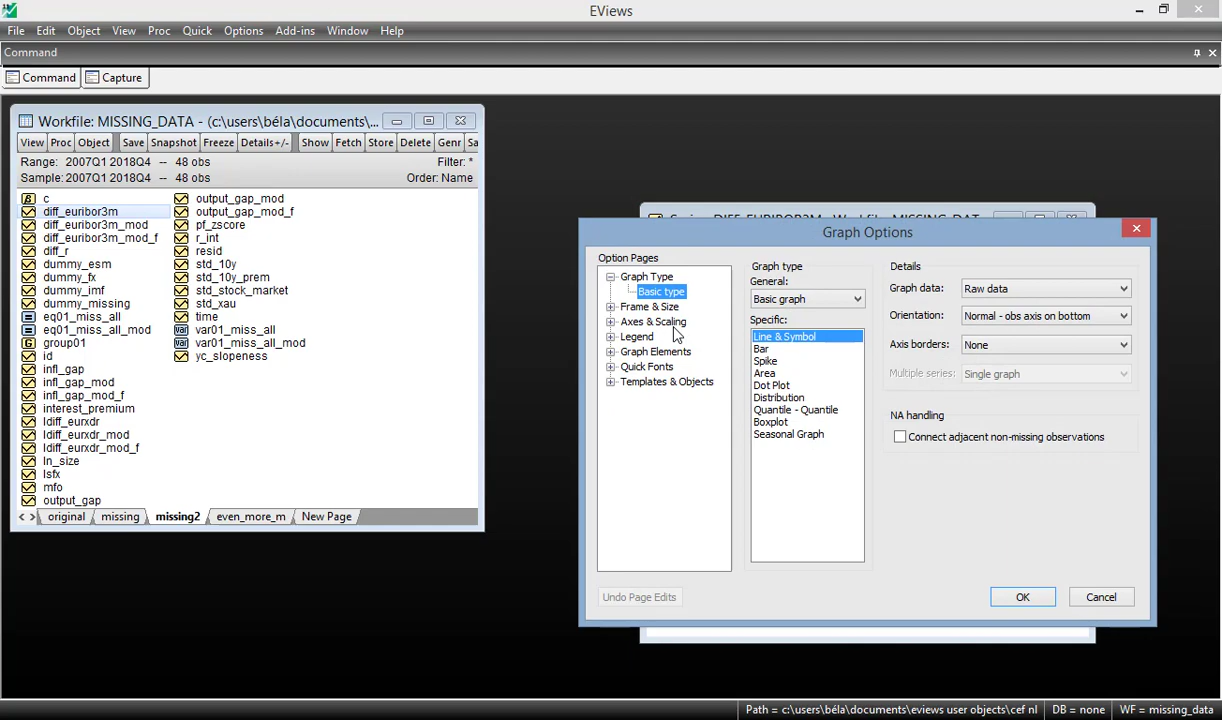 EViews
File Edit Object View Proc Quick Options Add-ins Window Help
Command
Command Capture
Workfile: MISSING_DATA - (c:\users\béla\documents\...
View Proc Object Save Snapshot Freeze Details+/- Show Fetch Store Delete Genr Sa
Range: 2007Q1 2018Q4 -- 48 obs Filter: *
Sample: 2007Q1 2018Q4 -- 48 obs Order: Name
c
diff_euribor3m
diff_euribor3m_mod
diff_euribor3m_mod_f
diff_r
dummy_esm
dummy_fx
dummy_imf
dummy_missing
eq01_miss_all
eq01_miss_all_mod
group01
id
infl_gap
infl_gap_mod
infl_gap_mod_f
interest_premium
ldiff_eurxdr
ldiff_eurxdr_mod
ldiff_eurxdr_mod_f
ln_size
lsfx
mfo
output_gap
output_gap_mod
output_gap_mod_f
pf_zscore
r_int
resid
std_10y
std_10y_prem
std_stock_market
std_xau
time
var01_miss_all
var01_miss_all_mod
yc_slopeness
original missing missing2 even_more_m New Page
Series: DIFF_EURIBOR3M - Workfile: MISSING_DAT
Graph Options
Option Pages
Graph Type
Basic type
Frame & Size
Axes & Scaling
Legend
Graph Elements
Quick Fonts
Templates & Objects
Undo Page Edits
Graph type
General:
Basic graph
Specific:
Line & Symbol
Bar
Spike
Area
Dot Plot
Distribution
Quantile - Quantile
Boxplot
Seasonal Graph
Details
Graph data: Raw data
Orientation: Normal - obs axis on bottom
Axis borders: None
Multiple series: Single graph
NA handling
Connect adjacent non-missing observations
OK Cancel
Path = c:\users\béla\documents\eviews user objects\cef nl DB = none WF = missing_data